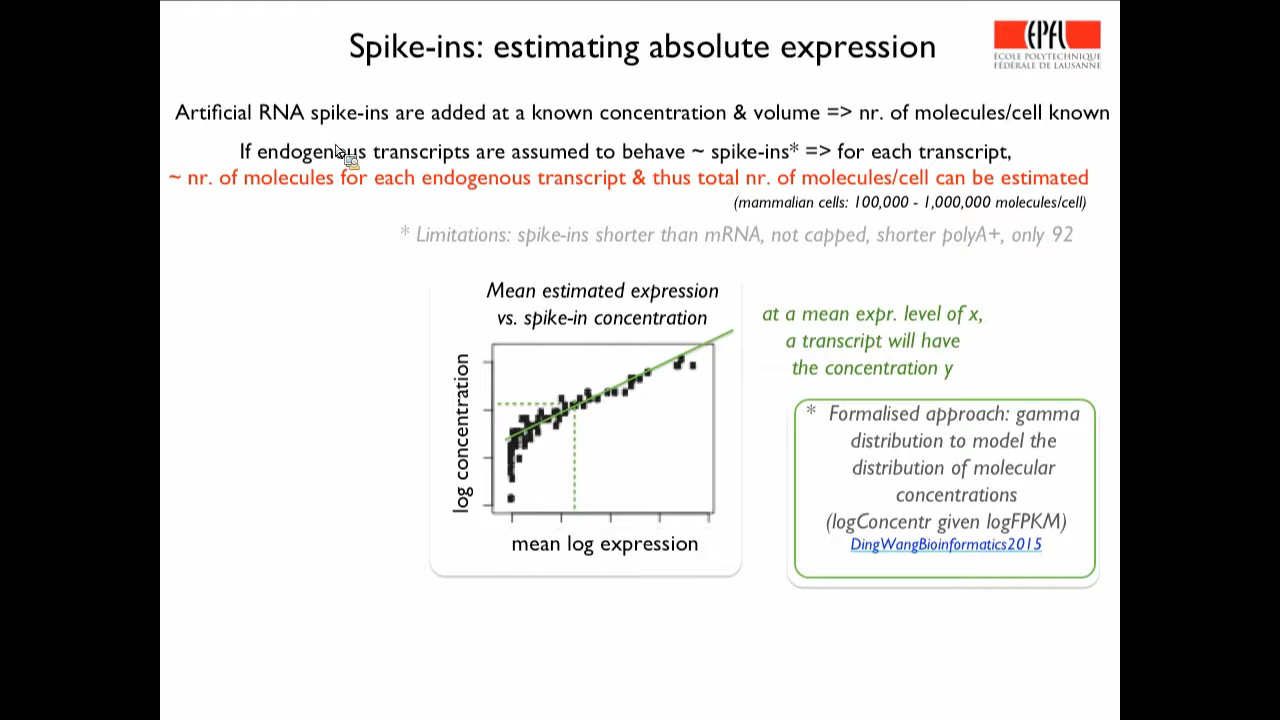 Spike-ins: estimating absolute expression
EPFL
ÉCOLE POLYTECHNIQUE
FÉDÉRALE DE LAUSANNE
Artificial RNA spike-ins are added at a known concentration & volume => nr. of molecules/cell known
If endogenous transcripts are assumed to behave ~ spike-ins* => for each transcript,
~ nr. of molecules for each endogenous transcript & thus total nr. of molecules/cell can be estimated
(mammalian cells: 100,000 - 1,000,000 molecules/cell)
* Limitations: spike-ins shorter than mRNA, not capped, shorter polyA+, only 92
Mean estimated expression
vs. spike-in concentration
log concentration
mean log expression
at a mean expr. level of x,
a transcript will have
the concentration y
* Formalised approach: gamma
distribution to model the
distribution of molecular
concentrations
(logConcentr given logFPKM)
DingWangBioinformatics2015